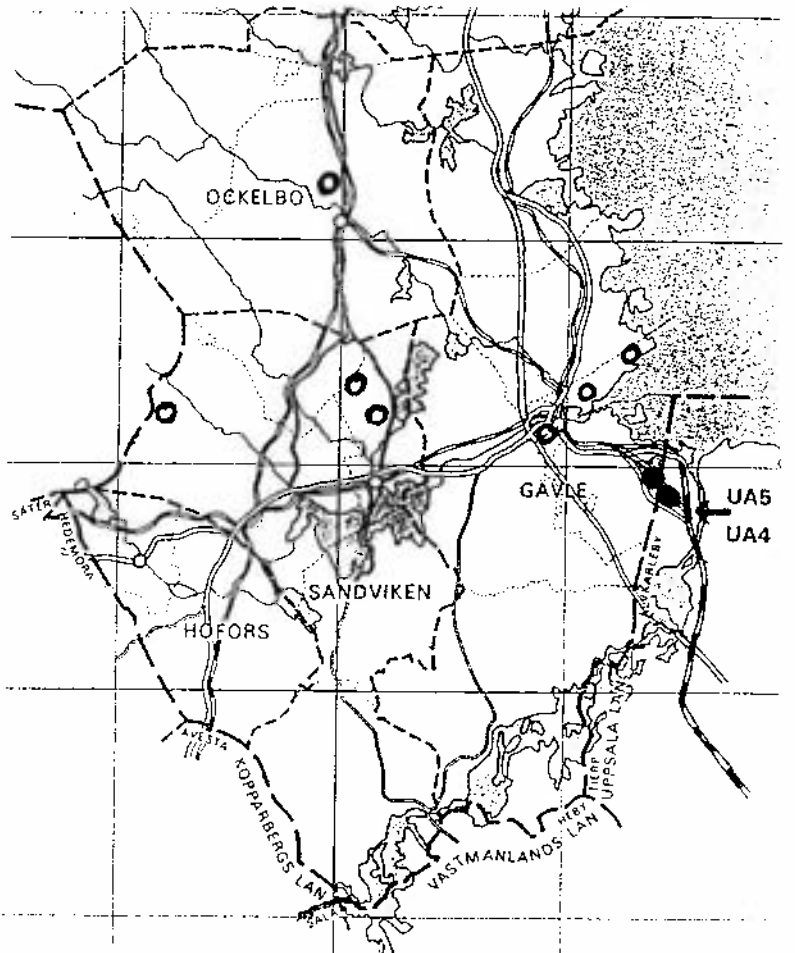 OCKELBO
GÄVLE
UA5
UA4
SÄTER
HEDEMORA
SANDVIKEN
HOFORS
ÄLVKARLEBY
AVESTA
KOPPARBERGS LÄN
TIERP
UPPSALA LÄN
HEBY
VÄSTMANLANDS LÄN
SALA